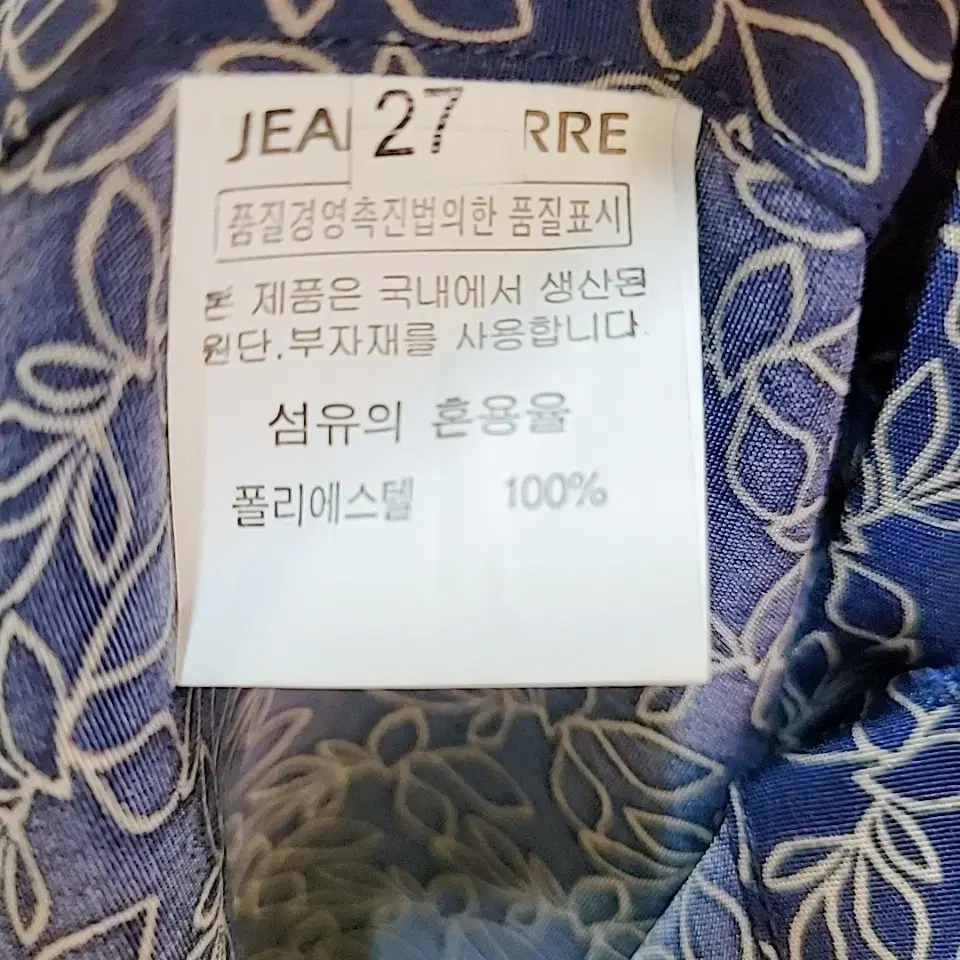 JEA 27 RRE
품질경영촉진법의한 품질표시
본 제품은 국내에서 생산된
원단.부자재를 사용합니다.
섬유의 혼용율
폴리에스텔 100%